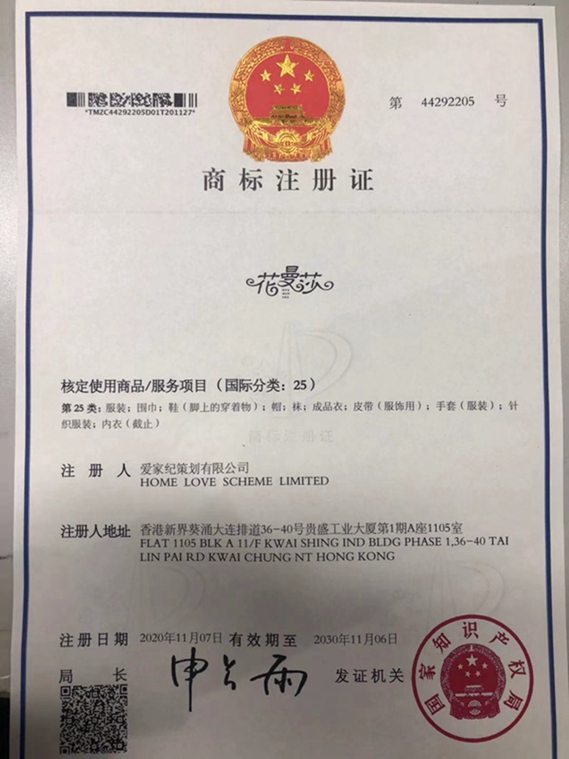 第 44292205 号
*TMZC44292205D01T201127*
商标注册证
花曼莎
核定使用商品/服务项目（国际分类：25）
第 25 类：服装；围巾；鞋（脚上的穿着物）；帽；袜；成品衣；皮带（服饰用）；手套（服装）；针
织服装；内衣（截止）
注 册 人 爱家纪策划有限公司
HOME LOVE SCHEME LIMITED
注册人地址 香港新界葵涌大连排道36-40号贵盛工业大厦第1期A座1105室
FLAT 1105 BLK A 11/F KWAI SHING IND BLDG PHASE 1,36-40 TAI
LIN PAI RD KWAI CHUNG NT HONG KONG
注册日期 2020年11月07日 有效期至 2030年11月06日
局 长 申长雨 发证机关
国家知识产权局
商标注册证